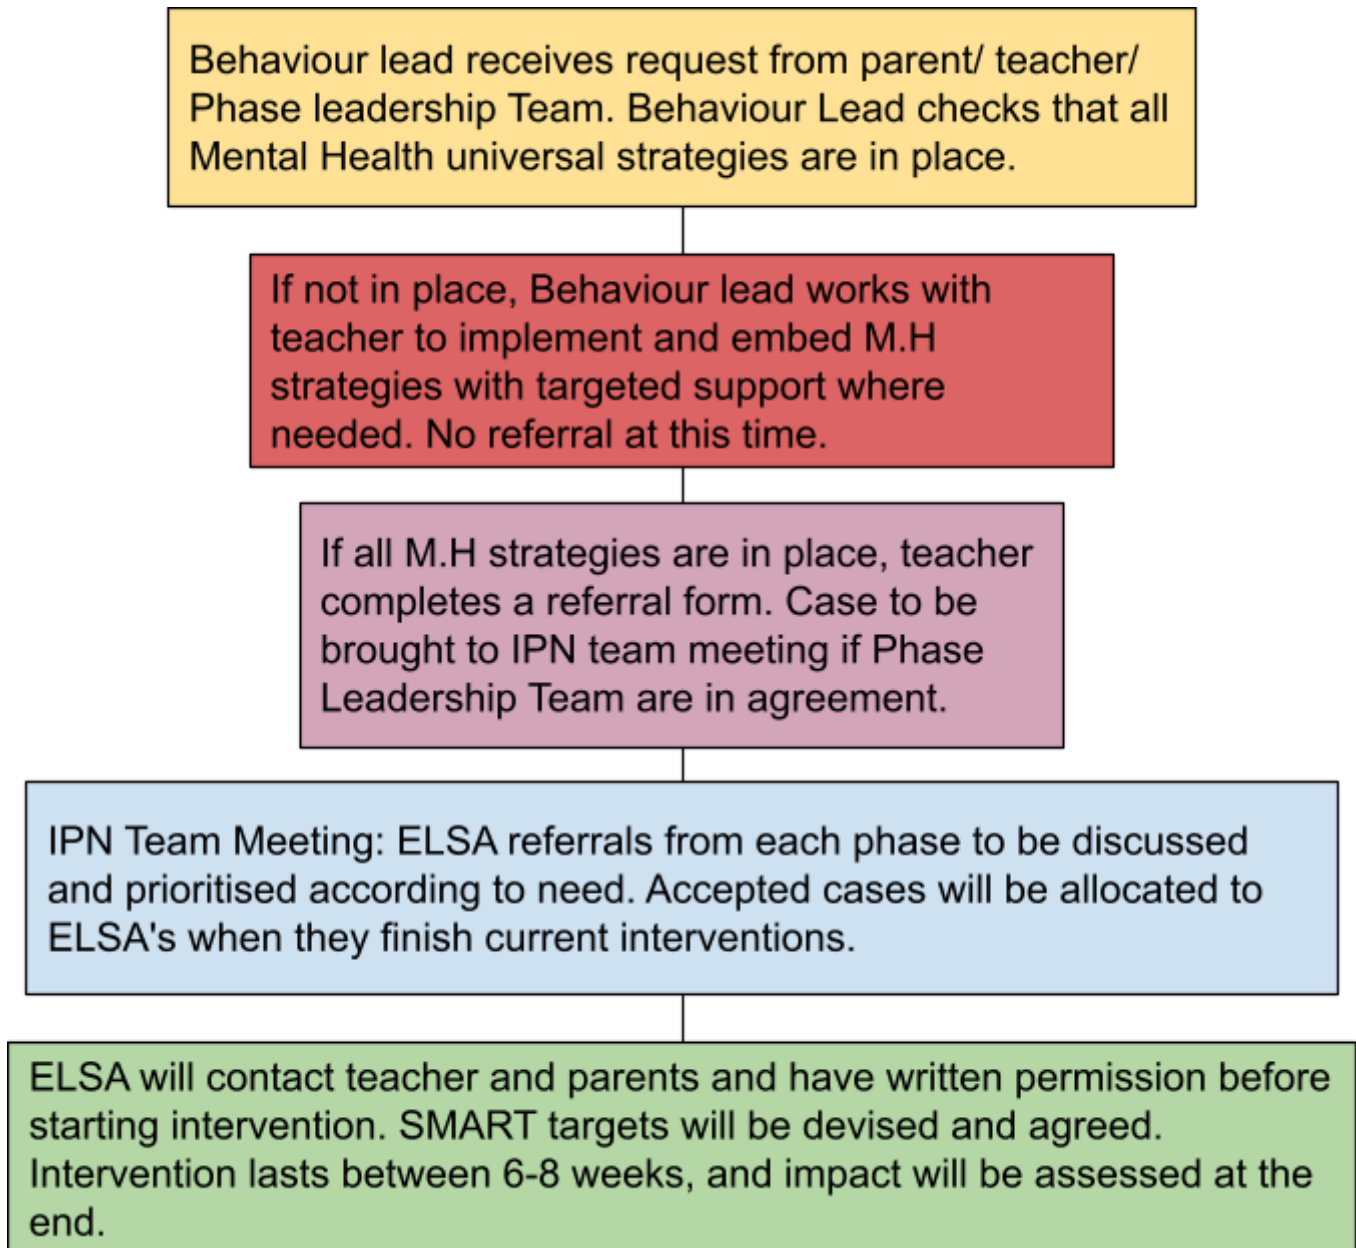 Behaviour lead receives request from parent/ teacher/
Phase leadership Team. Behaviour Lead checks that all
Mental Health universal strategies are in place.
If not in place, Behaviour lead works with
teacher to implement and embed M.H
strategies with targeted support where
needed. No referral at this time.
If all M.H strategies are in place, teacher
completes a referral form. Case to be
brought to IPN team meeting if Phase
Leadership Team are in agreement.
IPN Team Meeting: ELSA referrals from each phase to be discussed
and prioritised according to need. Accepted cases will be allocated to
ELSA's when they finish current interventions.
ELSA will contact teacher and parents and have written permission before
starting intervention. SMART targets will be devised and agreed.
Intervention lasts between 6-8 weeks, and impact will be assessed at the
end.